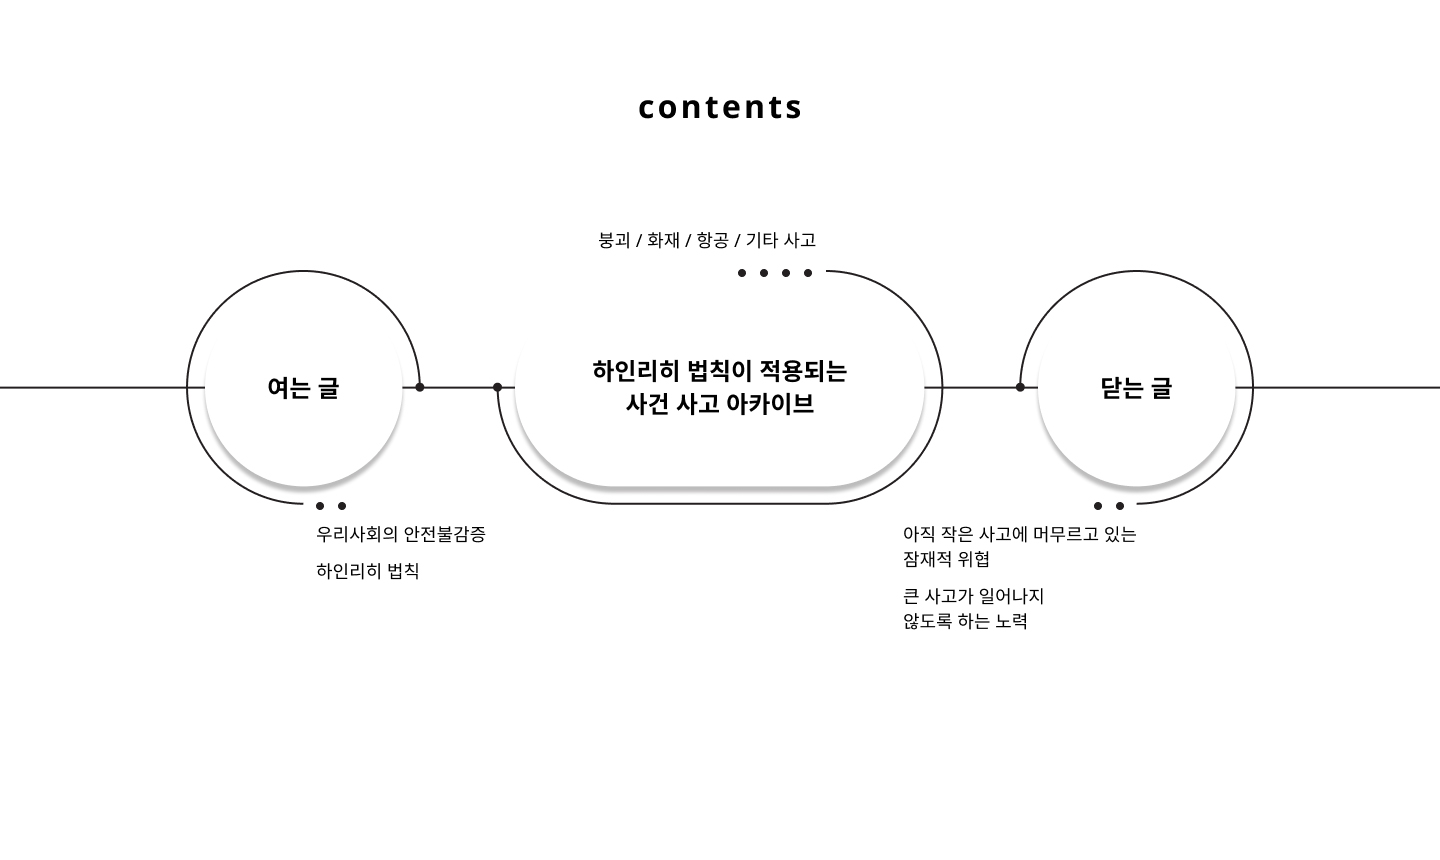 contents
여는 글
우리사회의 안전불감증
하인리히 법칙
붕괴 / 화재 / 항공 / 기타 사고
하인리히 법칙이 적용되는
사건 사고 아카이브
닫는 글
아직 작은 사고에 머무르고 있는
잠재적 위협
큰 사고가 일어나지
않도록 하는 노력